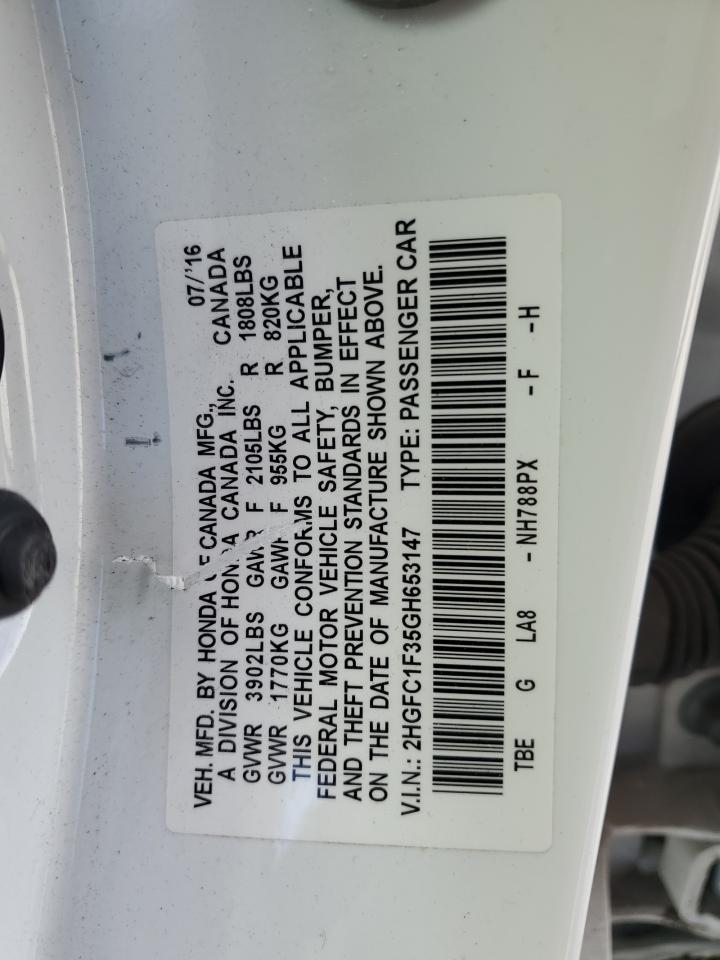 VEH. MFD. BY HONDA OF CANADA MFG., 07/'16
A DIVISION OF HONDA CANADA INC. CANADA
GVWR 3902LBS GAWR F 2105LBS R 1808LBS
GVWR 1770KG GAWR F 955KG R 820KG
THIS VEHICLE CONFORMS TO ALL APPLICABLE
FEDERAL MOTOR VEHICLE SAFETY, BUMPER,
AND THEFT PREVENTION STANDARDS IN EFFECT
ON THE DATE OF MANUFACTURE SHOWN ABOVE.
V.I.N.: 2HGFC1F35GH653147 TYPE: PASSENGER CAR
TBE G LA8 - NH788PX - F - H